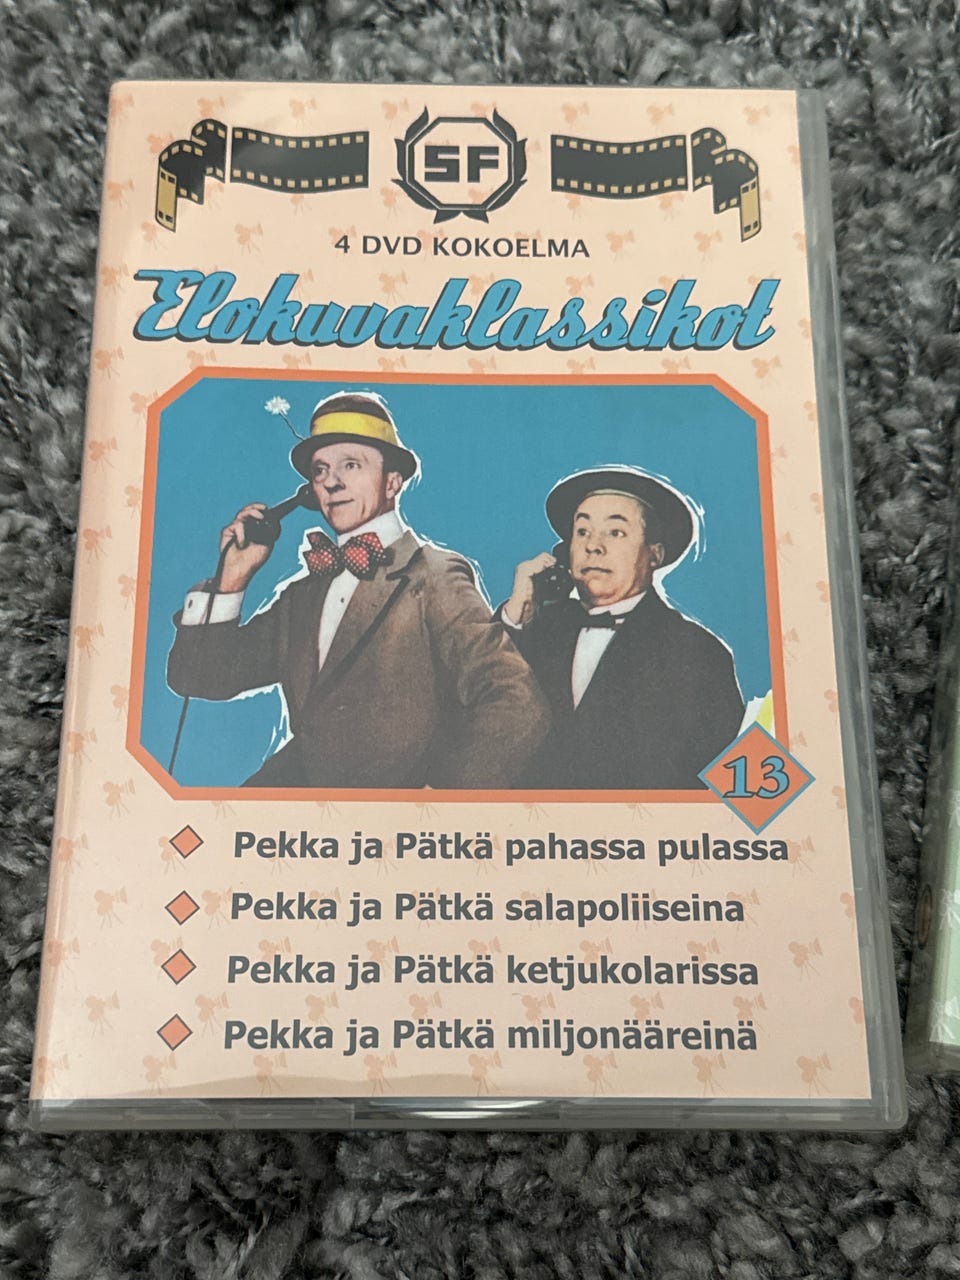 SF
4 DVD KOKOELMA
Elokuvaklassikot
13
Pekka ja Pätkä pahassa pulassa
Pekka ja Pätkä salapoliiseina
Pekka ja Pätkä ketjukolarissa
Pekka ja Pätkä miljonääreinä